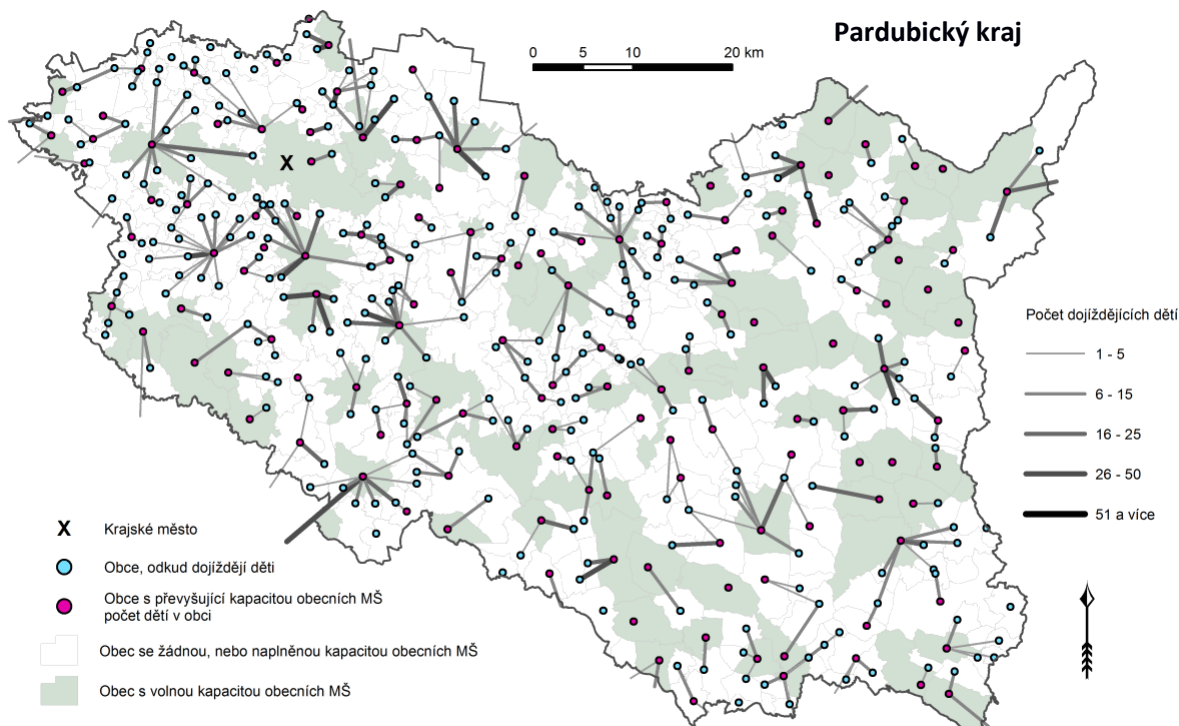 Pardubický kraj
0 5 10 20 km
X
Počet dojíždějících dětí
1 - 5
6 - 15
16 - 25
26 - 50
51 a více
X Krajské město
Obce, odkud dojíždějí děti
Obce s převyšující kapacitou obecních MŠ
počet dětí v obci
Obec se žádnou, nebo naplněnou kapacitou obecních MŠ
Obec s volnou kapacitou obecních MŠ